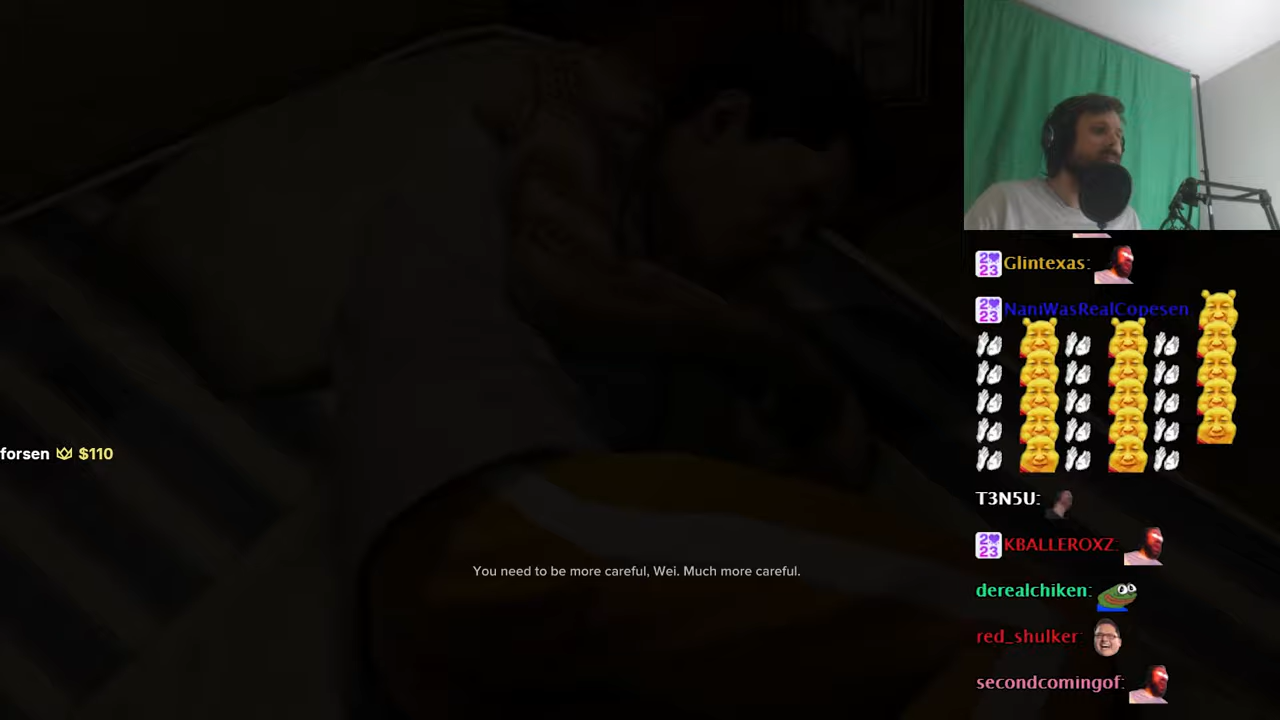 Glintexas:
NaniWasRealCopesen
T3N5U:
forsen $110
KBALLEROXZ:
You need to be more careful, Wei. Much more careful.
derealchiken:
red_shulker:
secondcomingof: